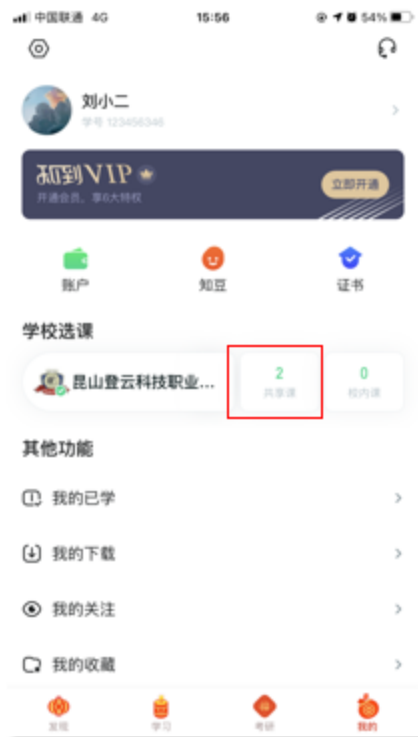 中国联通 4G 15:56 54%
刘小二
学号 123456346
知到VIP
开通会员，享6大特权
立即开通
账户 知豆 证书
学校选课
昆山登云科技职业... 2 0
共享课 校内课
其他功能
我的已学
我的下载
我的关注
我的收藏
发现 学习 考研 我的